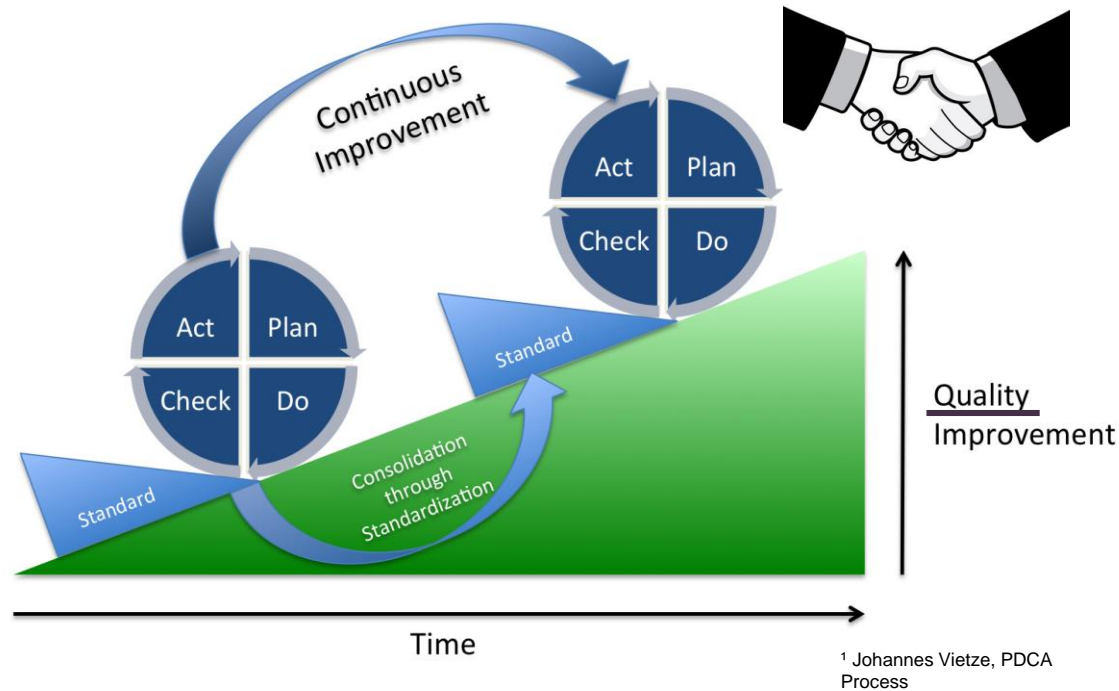 Continuous
Improvement
Act
Plan
Check
Do
Act
Plan
Check
Do
Standard
Standard
Consolidation
through
Standardization
Quality
Improvement
Time
¹ Johannes Vietze, PDCA
Process